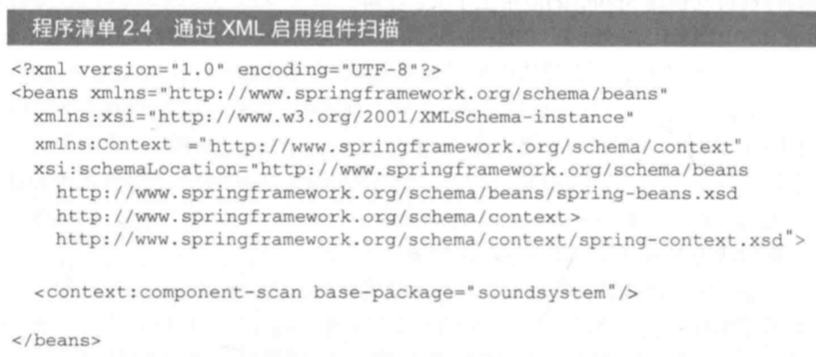 程序清单 2.4 通过 XML 启用组件扫描
<?xml version="1.0" encoding="UTF-8"?>
<beans xmlns="http://www.springframework.org/schema/beans"
xmlns:xsi="http://www.w3.org/2001/XMLSchema-instance"
xmlns:Context ="http://www.springframework.org/schema/context"
xsi:schemaLocation="http://www.springframework.org/schema/beans
http://www.springframework.org/schema/beans/spring-beans.xsd
http://www.springframework.org/schema/context>
http://www.springframework.org/schema/context/spring-context.xsd">
<context:component-scan base-package="soundsystem"/>
</beans>